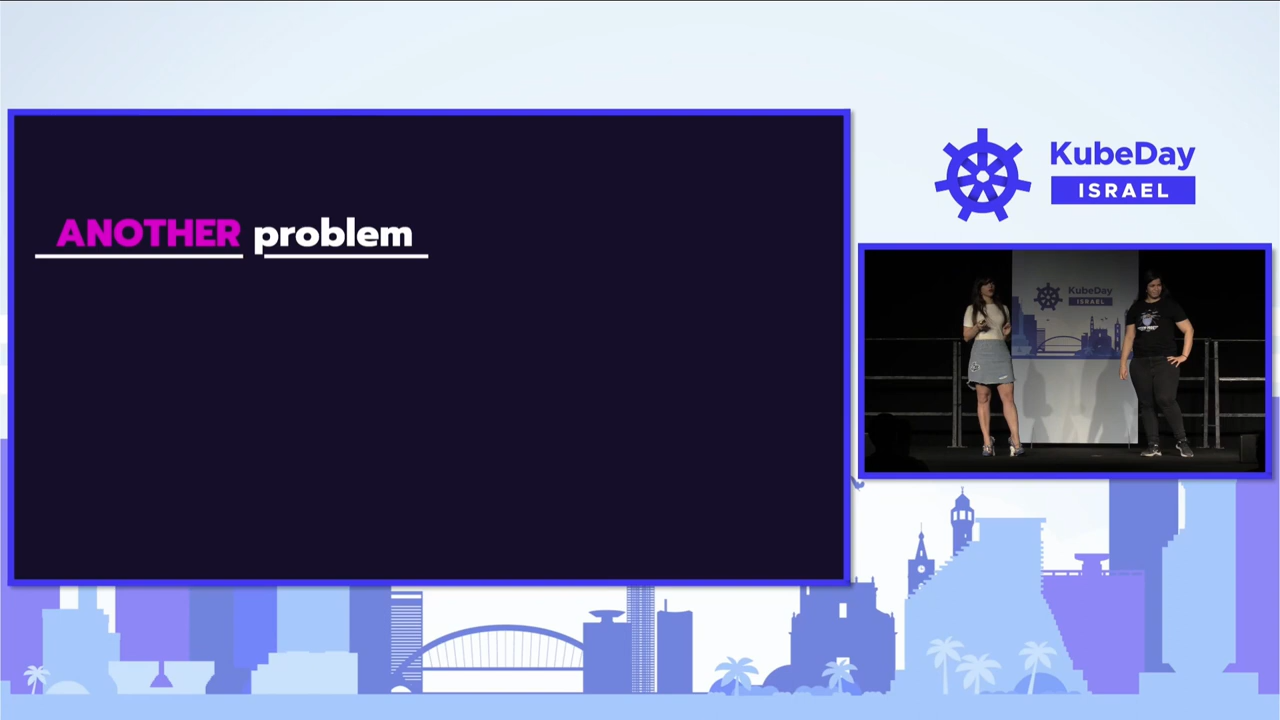 ANOTHER problem
KubeDay
ISRAEL
KubeDay
ISRAEL